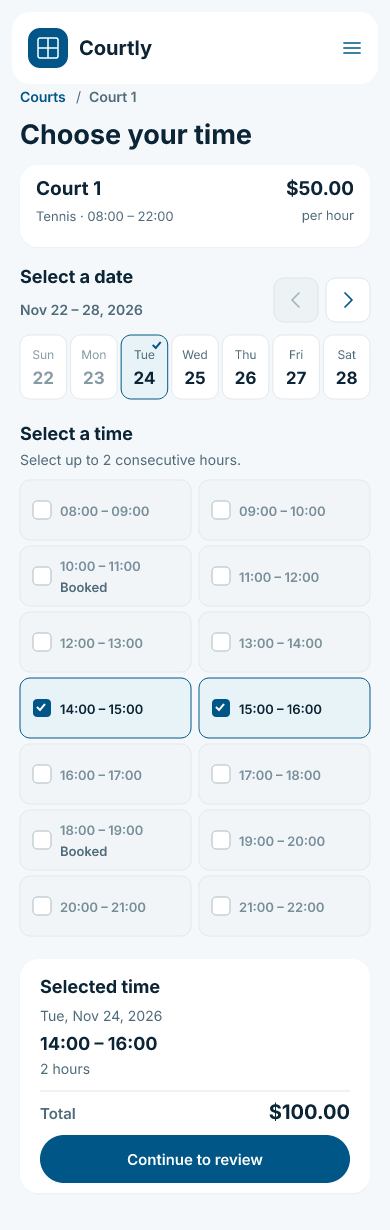 Courtly
Courts / Court 1
Choose your time
Court 1 $50.00
Tennis · 08:00 – 22:00 per hour
Select a date
Nov 22 – 28, 2026
Sun Mon Tue Wed Thu Fri Sat
22 23 24 25 26 27 28
Select a time
Select up to 2 consecutive hours.
08:00 – 09:00 09:00 – 10:00
10:00 – 11:00
Booked
11:00 – 12:00
12:00 – 13:00 13:00 – 14:00
14:00 – 15:00 15:00 – 16:00
16:00 – 17:00 17:00 – 18:00
18:00 – 19:00
Booked
19:00 – 20:00
20:00 – 21:00 21:00 – 22:00
Selected time
Tue, Nov 24, 2026
14:00 – 16:00
2 hours
Total $100.00
Continue to review